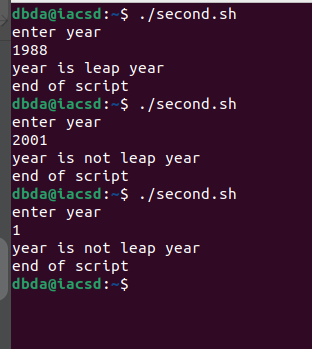 dbda@iacsd:~$ ./second.sh
enter year
1988
year is leap year
end of script
dbda@iacsd:~$ ./second.sh
enter year
2001
year is not leap year
end of script
dbda@iacsd:~$ ./second.sh
enter year
1
year is not leap year
end of script
dbda@iacsd:~$